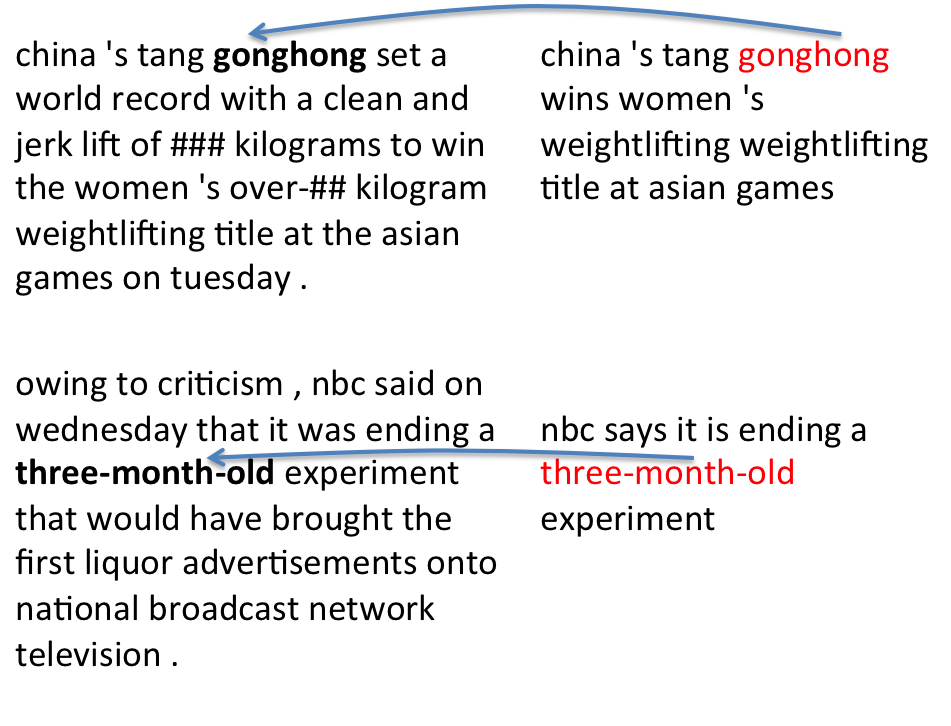 china 's tang gonghong set a
world record with a clean and
jerk lift of ### kilograms to win
the women 's over-## kilogram
weightlifting title at the asian
games on tuesday .
china 's tang gonghong
wins women 's
weightlifting weightlifting
title at asian games
owing to criticism , nbc said on
wednesday that it was ending a
three-month-old experiment
that would have brought the
first liquor advertisements onto
national broadcast network
television .
nbc says it is ending a
three-month-old
experiment